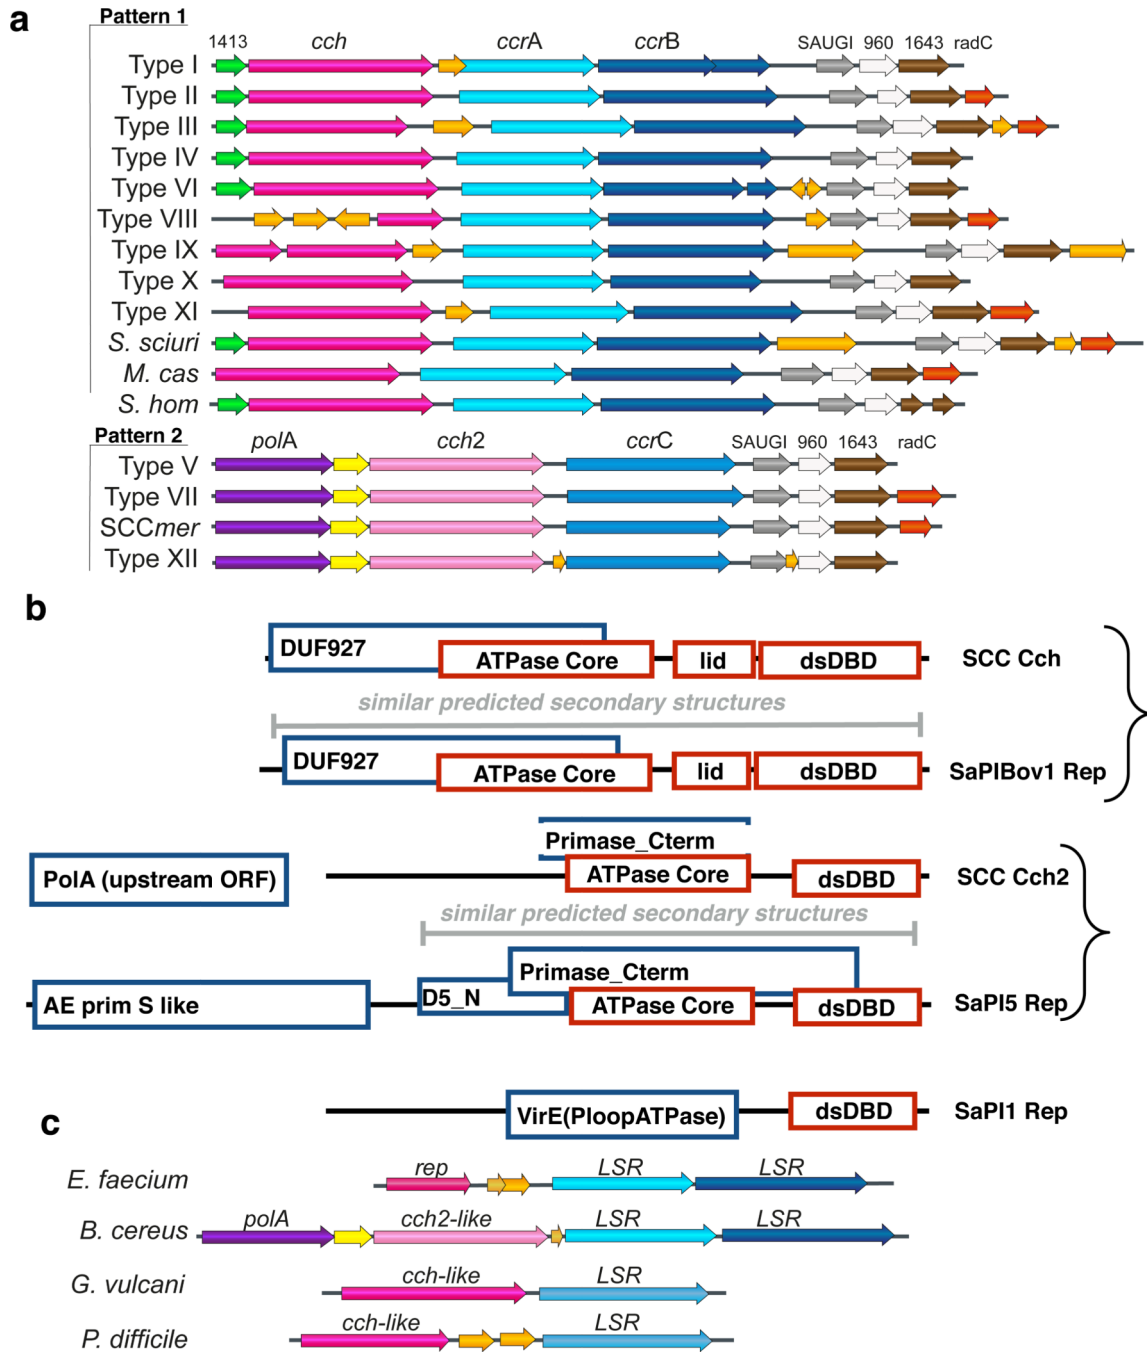 a
Pattern 1
1413 cch ccrA ccrB SAUGI 960 1643 radC
Type I
Type II
Type III
Type IV
Type VI
Type VIII
Type IX
Type X
Type XI
S. sciuri
M. cas
S. hom
Pattern 2
polA cch2 ccrC SAUGI 960 1643 radC
Type V
Type VII
SCCmer
Type XII
b
DUF927 ATPase Core lid dsDBD SCC Cch
similar predicted secondary structures
DUF927 ATPase Core lid dsDBD SaPIBov1 Rep
Primase_Cterm
PolA (upstream ORF) ATPase Core dsDBD SCC Cch2
similar predicted secondary structures
Primase_Cterm
AE prim S like D5_N ATPase Core dsDBD SaPI5 Rep
VirE(PloopATPase) dsDBD SaPI1 Rep
c
rep LSR LSR
E. faecium
polA cch2-like LSR LSR
B. cereus
cch-like LSR
G. vulcani
cch-like LSR
P. difficile